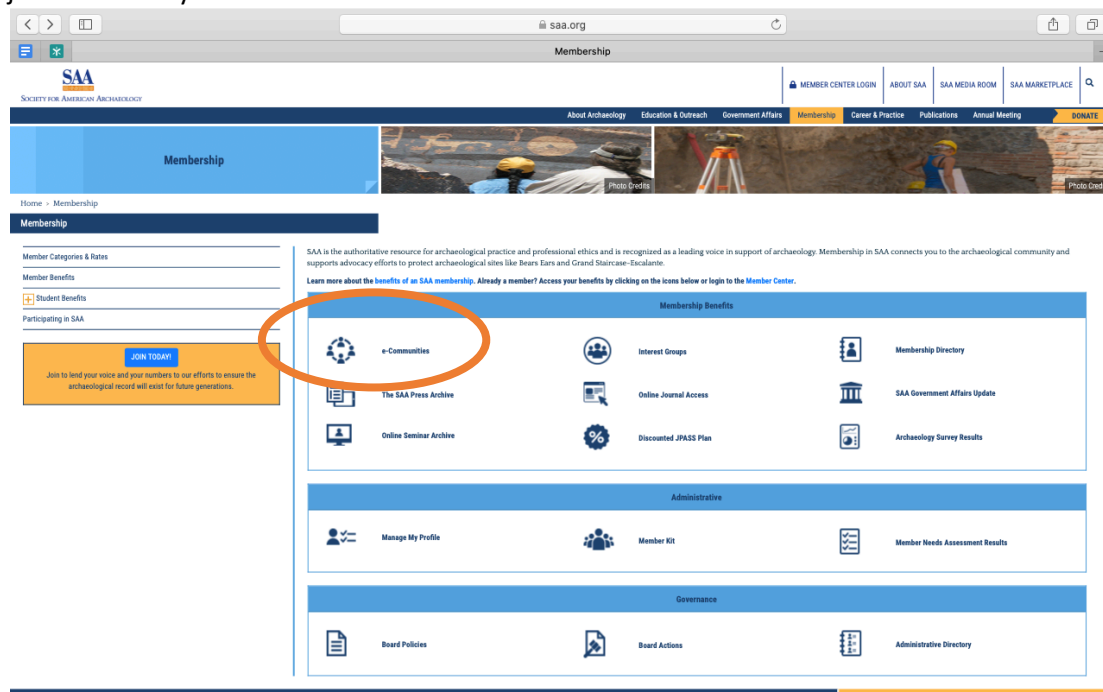 saa.org
Membership
SAA
SOCIETY FOR AMERICAN ARCHAEOLOGY
MEMBER CENTER LOGIN
ABOUT SAA
SAA MEDIA ROOM
SAA MARKETPLACE
About Archaeology
Education & Outreach
Government Affairs
Membership
Career & Practice
Publications
Annual Meeting
DONATE
Membership
Photo Credits
Photo Cred
Home > Membership
Membership
Member Categories & Rates
Member Benefits
Student Benefits
Participating in SAA
JOIN TODAY!
Join to lend your voice and your numbers to our efforts to ensure the
archaeological record will exist for future generations.
SAA is the authoritative resource for archaeological practice and professional ethics and is recognized as a leading voice in support of archaeology. Membership in SAA connects you to the archaeological community and
supports advocacy efforts to protect archaeological sites like Bears Ears and Grand Staircase-Escalante.
Learn more about the benefits of an SAA membership. Already a member? Access your benefits by clicking on the icons below or login to the Member Center.
Membership Benefits
e-Communities
Interest Groups
Membership Directory
The SAA Press Archive
Online Journal Access
SAA Government Affairs Update
Online Seminar Archive
Discounted JPASS Plan
Archaeology Survey Results
Administrative
Manage My Profile
Member Kit
Member Needs Assessment Results
Governance
Board Policies
Board Actions
Administrative Directory